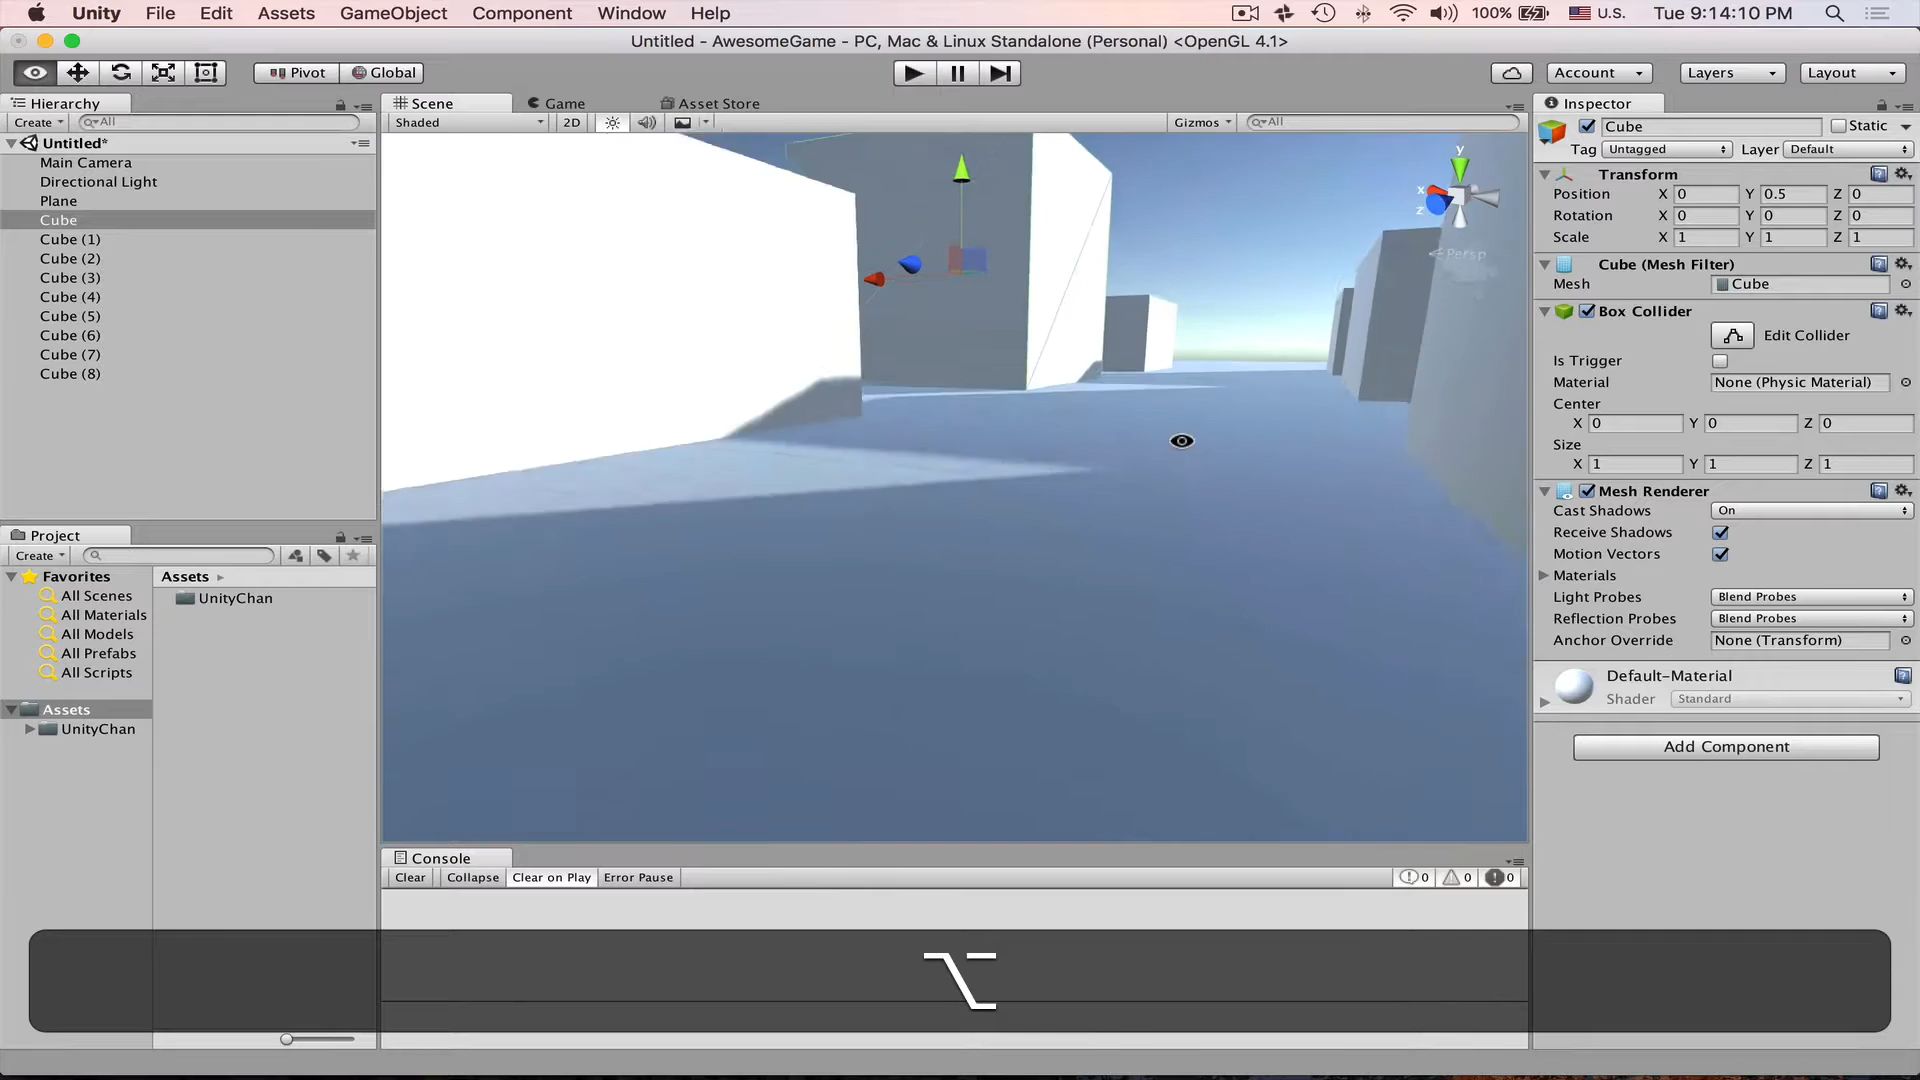 Unity File Edit Assets GameObject Component Window Help 100% U.S. Tue 9:14:10 PM
Untitled - AwesomeGame - PC, Mac & Linux Standalone (Personal) <OpenGL 4.1>
Pivot Global Account Layers Layout
Hierarchy
Create All
Untitled*
Main Camera
Directional Light
Plane
Cube
Cube (1)
Cube (2)
Cube (3)
Cube (4)
Cube (5)
Cube (6)
Cube (7)
Cube (8)
Project
Create
Favorites
All Scenes
All Materials
All Models
All Prefabs
All Scripts
Assets
UnityChan
Assets
UnityChan
Scene Game Asset Store
Shaded 2D Gizmos All
y
x
z
Persp
Console
Clear Collapse Clear on Play Error Pause 0 0 0
Inspector
Cube Static
Tag Untagged Layer Default
Transform
Position X 0 Y 0.5 Z 0
Rotation X 0 Y 0 Z 0
Scale X 1 Y 1 Z 1
Cube (Mesh Filter)
Mesh Cube
Box Collider
Edit Collider
Is Trigger
Material None (Physic Material)
Center
X 0 Y 0 Z 0
Size
X 1 Y 1 Z 1
Mesh Renderer
Cast Shadows On
Receive Shadows
Motion Vectors
Materials
Light Probes Blend Probes
Reflection Probes Blend Probes
Anchor Override None (Transform)
Default-Material
Shader Standard
Add Component
⌥